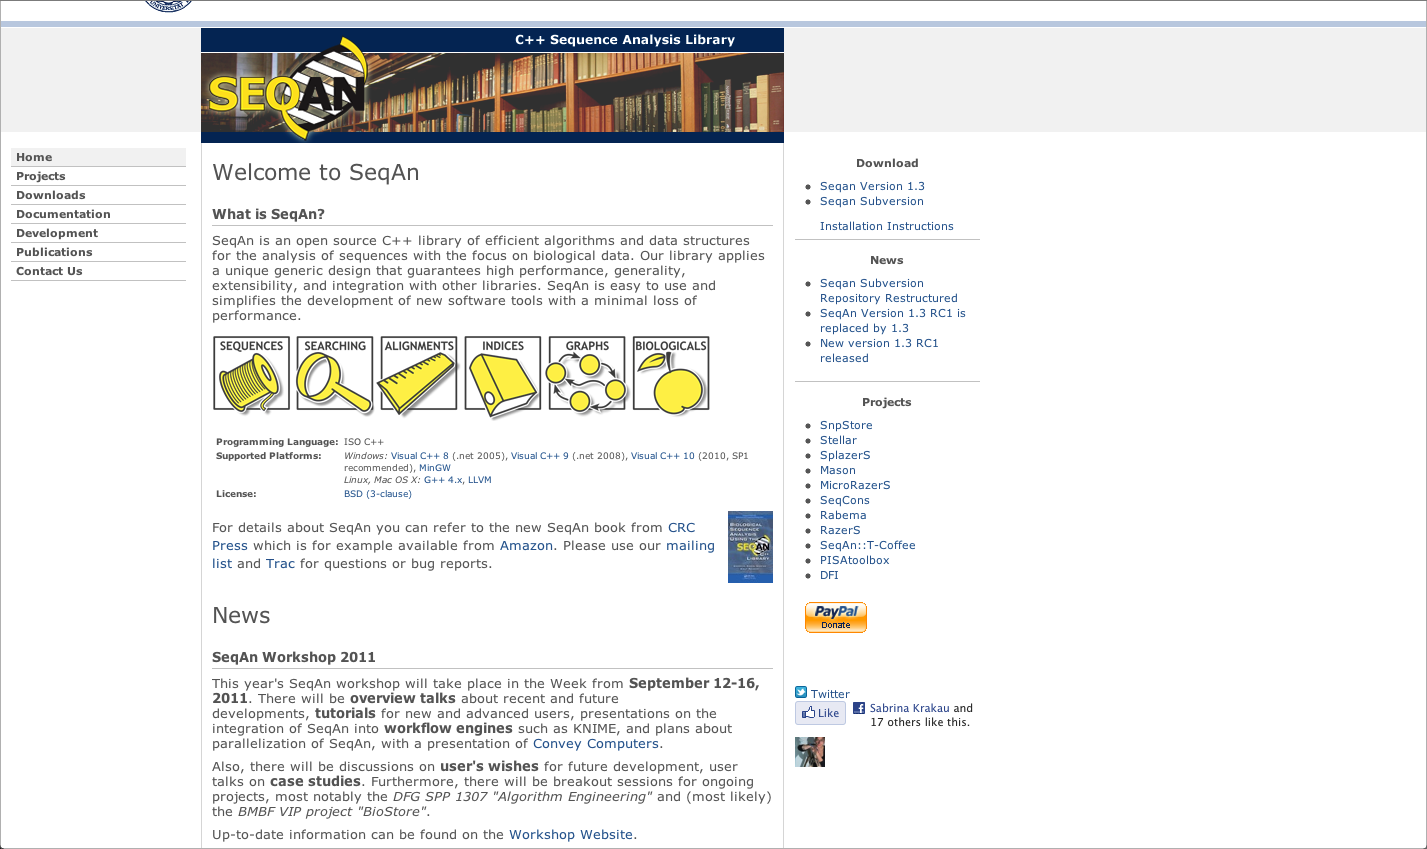 C++ Sequence Analysis Library
SEQAN
Home
Projects
Downloads
Documentation
Development
Publications
Contact Us
Welcome to SeqAn
What is SeqAn?
SeqAn is an open source C++ library of efficient algorithms and data structures
for the analysis of sequences with the focus on biological data. Our library applies
a unique generic design that guarantees high performance, generality,
extensibility, and integration with other libraries. SeqAn is easy to use and
simplifies the development of new software tools with a minimal loss of
performance.
SEQUENCES SEARCHING ALIGNMENTS INDICES GRAPHS BIOLOGICALS
Programming Language: ISO C++
Supported Platforms: Windows: Visual C++ 8 (.net 2005), Visual C++ 9 (.net 2008), Visual C++ 10 (2010, SP1
recommended), MinGW
Linux, Mac OS X: G++ 4.x, LLVM
License: BSD (3-clause)
For details about SeqAn you can refer to the new SeqAn book from CRC
Press which is for example available from Amazon. Please use our mailing
list and Trac for questions or bug reports.
BIOLOGICAL
SEQUENCE
ANALYSIS
USING THE
SEQAN
C++
LIBRARY
News
SeqAn Workshop 2011
This year's SeqAn workshop will take place in the Week from September 12-16,
2011. There will be overview talks about recent and future
developments, tutorials for new and advanced users, presentations on the
integration of SeqAn into workflow engines such as KNIME, and plans about
parallelization of SeqAn, with a presentation of Convey Computers.
Also, there will be discussions on user's wishes for future development, user
talks on case studies. Furthermore, there will be breakout sessions for ongoing
projects, most notably the DFG SPP 1307 "Algorithm Engineering" and (most likely)
the BMBF VIP project "BioStore".
Up-to-date information can be found on the Workshop Website.
Download
Seqan Version 1.3
Seqan Subversion
Installation Instructions
News
Seqan Subversion
Repository Restructured
SeqAn Version 1.3 RC1 is
replaced by 1.3
New version 1.3 RC1
released
Projects
SnpStore
Stellar
SplazerS
Mason
MicroRazerS
SeqCons
Rabema
RazerS
SeqAn::T-Coffee
PISAtoolbox
DFI
PayPal
Donate
Twitter
Like
Sabrina Krakau and
17 others like this.